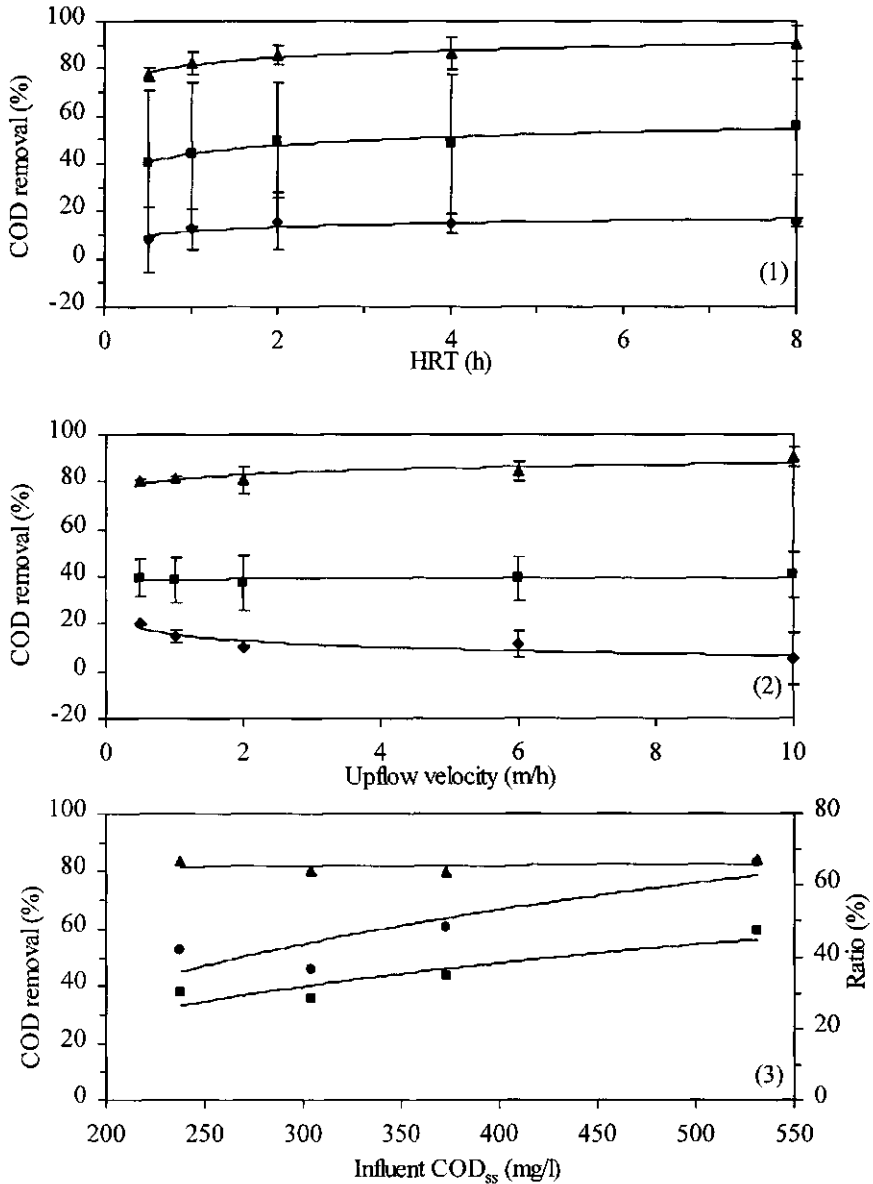 100
80
60
40
20
0
-20
COD removal (%)
(1)
0 2 4 6 8
HRT (h)
100
80
60
40
20
0
-20
COD removal (%)
(2)
0 2 4 6 8 10
Upflow velocity (m/h)
100
80
60
40
20
0
COD removal (%)
80
60
40
20
0
Ratio (%)
(3)
200 250 300 350 400 450 500 550
Influent CODss (mg/l)